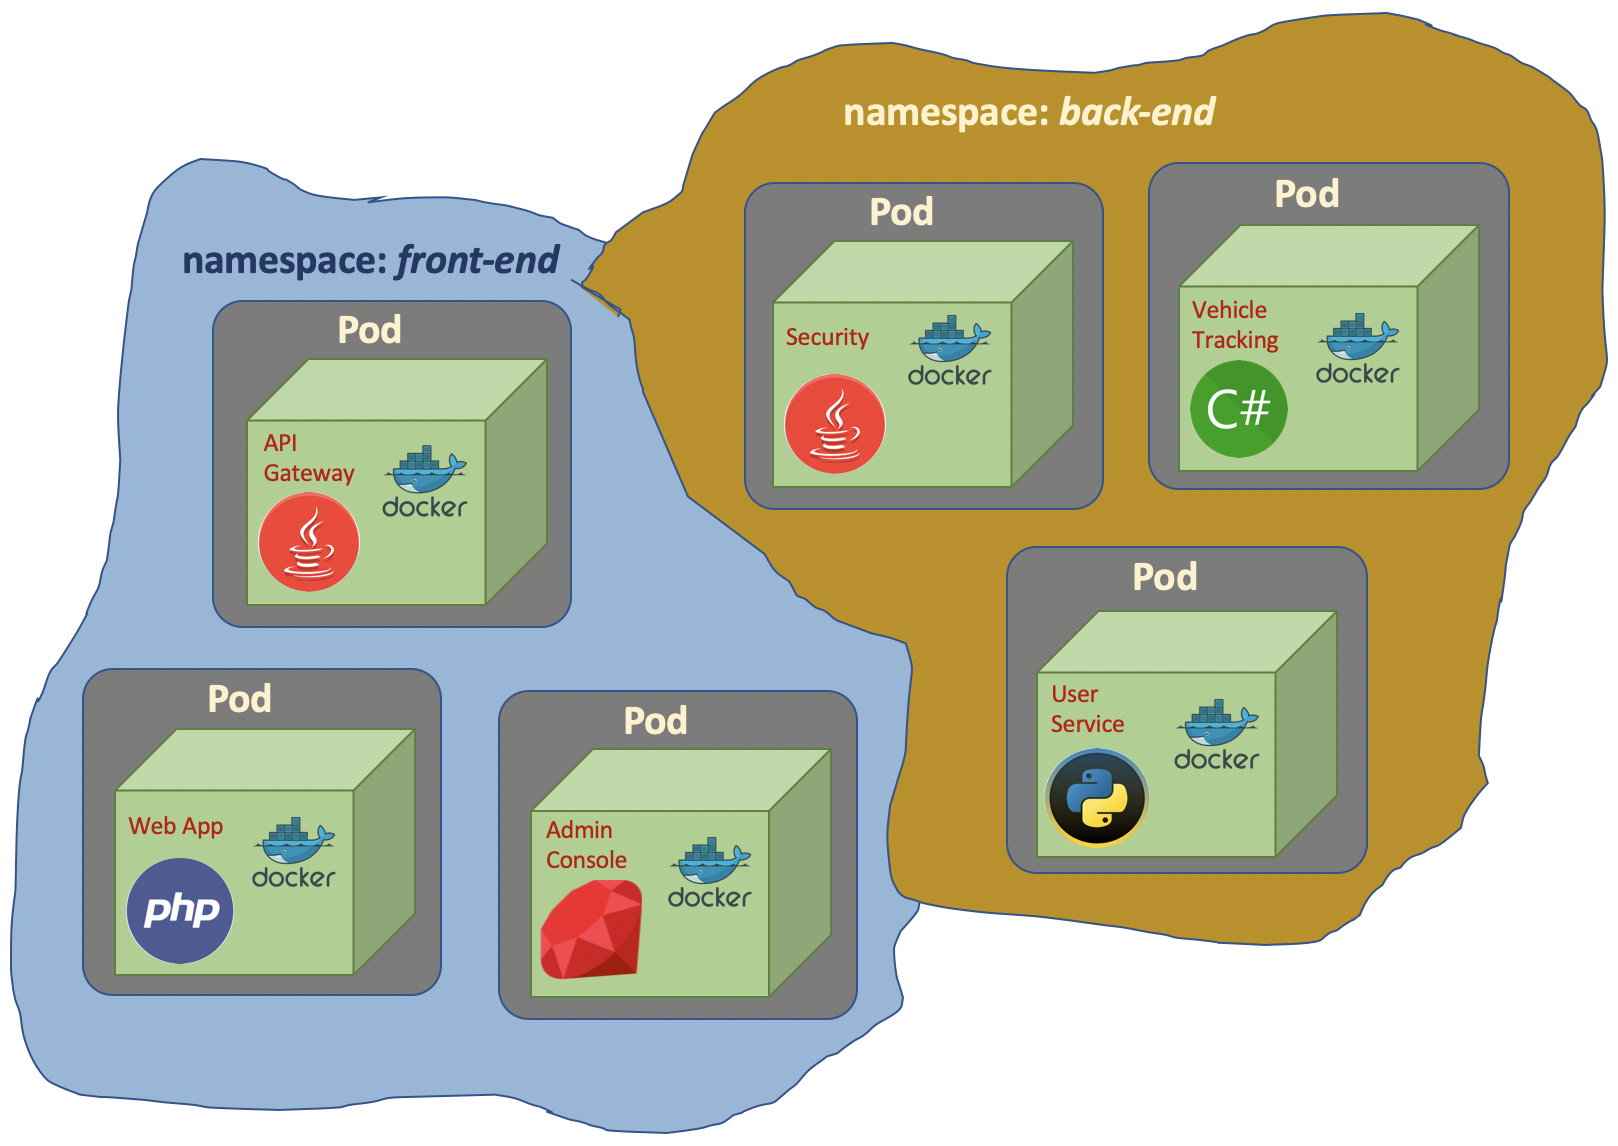 namespace: back-end
Pod
Security
docker
Pod
Vehicle
Tracking
docker
C#
Pod
User
Service
docker
namespace: front-end
Pod
API
Gateway
docker
Pod
Web App
docker
php
Pod
Admin
Console
docker